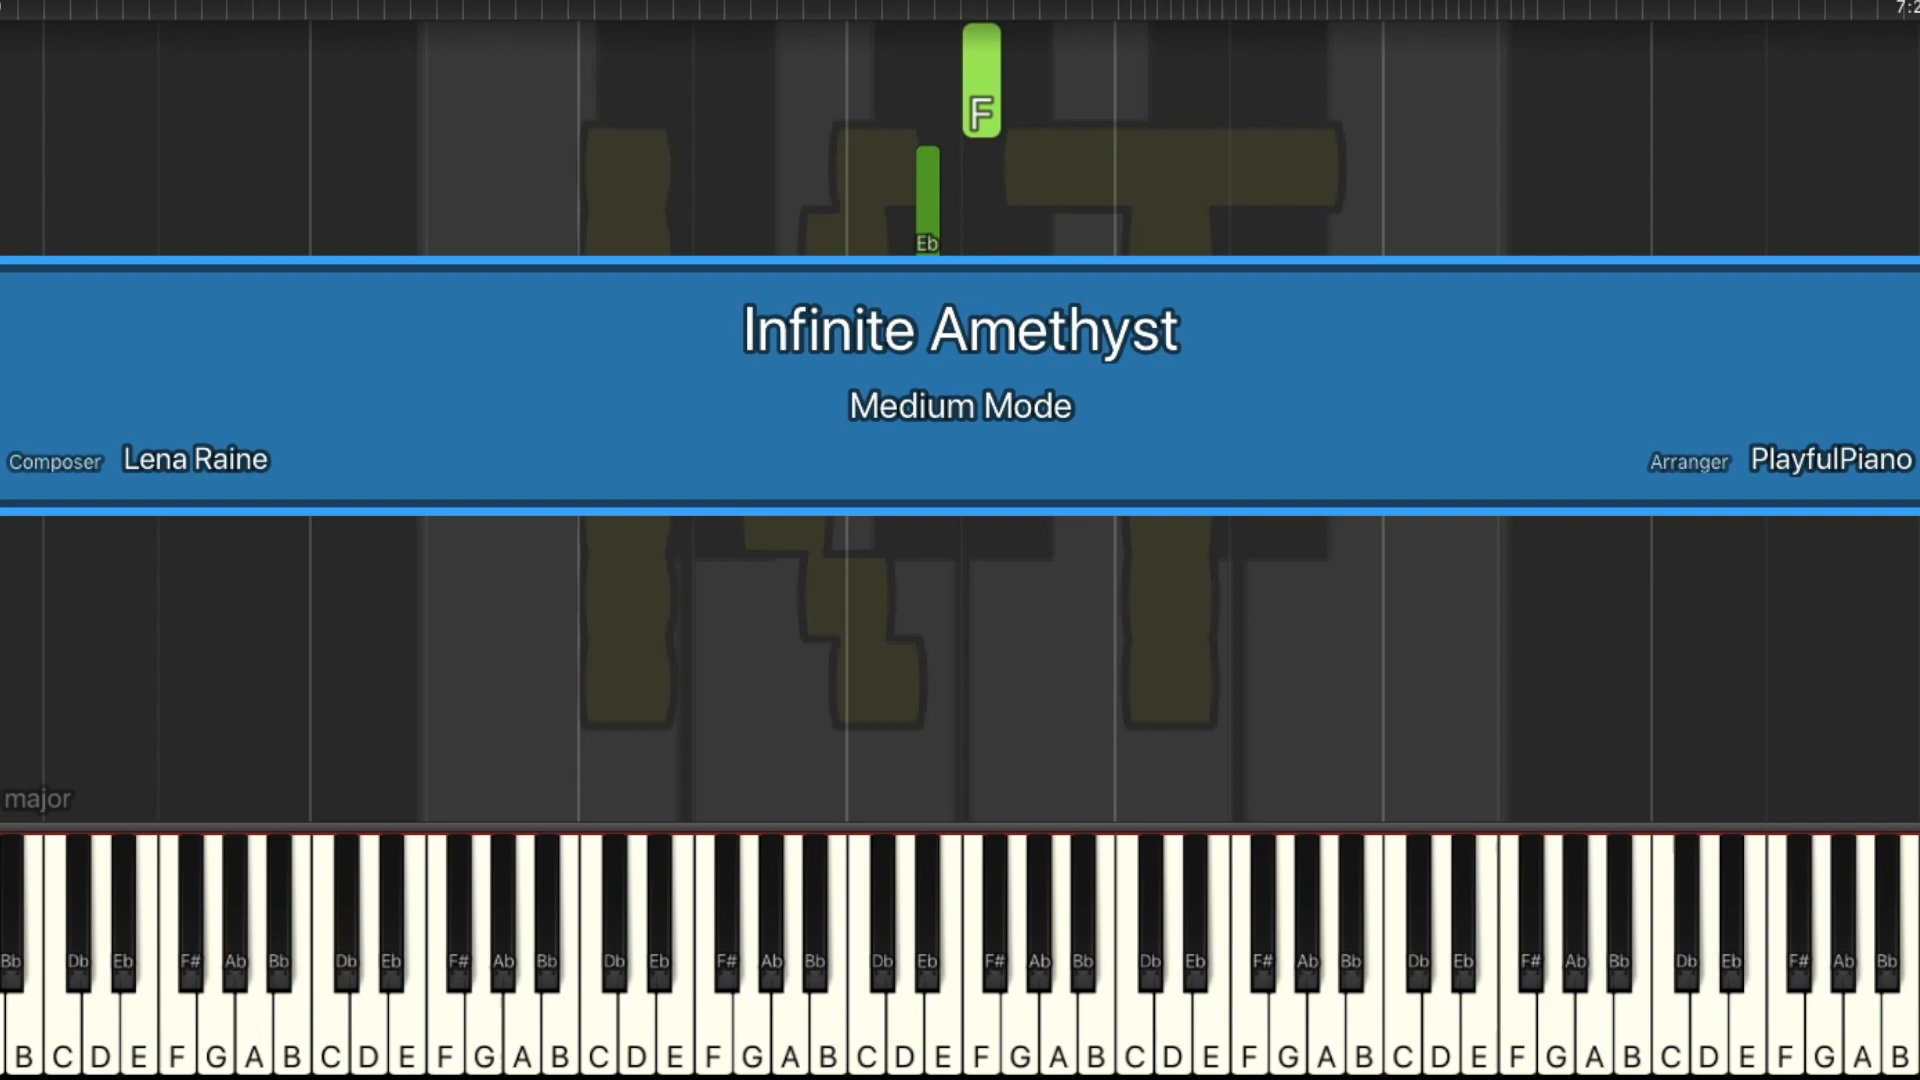 7:2
F
Eb
Infinite Amethyst
Medium Mode
Composer Lena Raine
Arranger PlayfulPiano
major
Bb Db Eb F# Ab Bb Db Eb F# Ab Bb Db Eb F# Ab Bb Db Eb F# Ab Bb Db Eb F# Ab Bb Db Eb F# Ab Bb Db Eb F# Ab Bb
B C D E F G A B C D E F G A B C D E F G A B C D E F G A B C D E F G A B C D E F G A B C D E F G A B